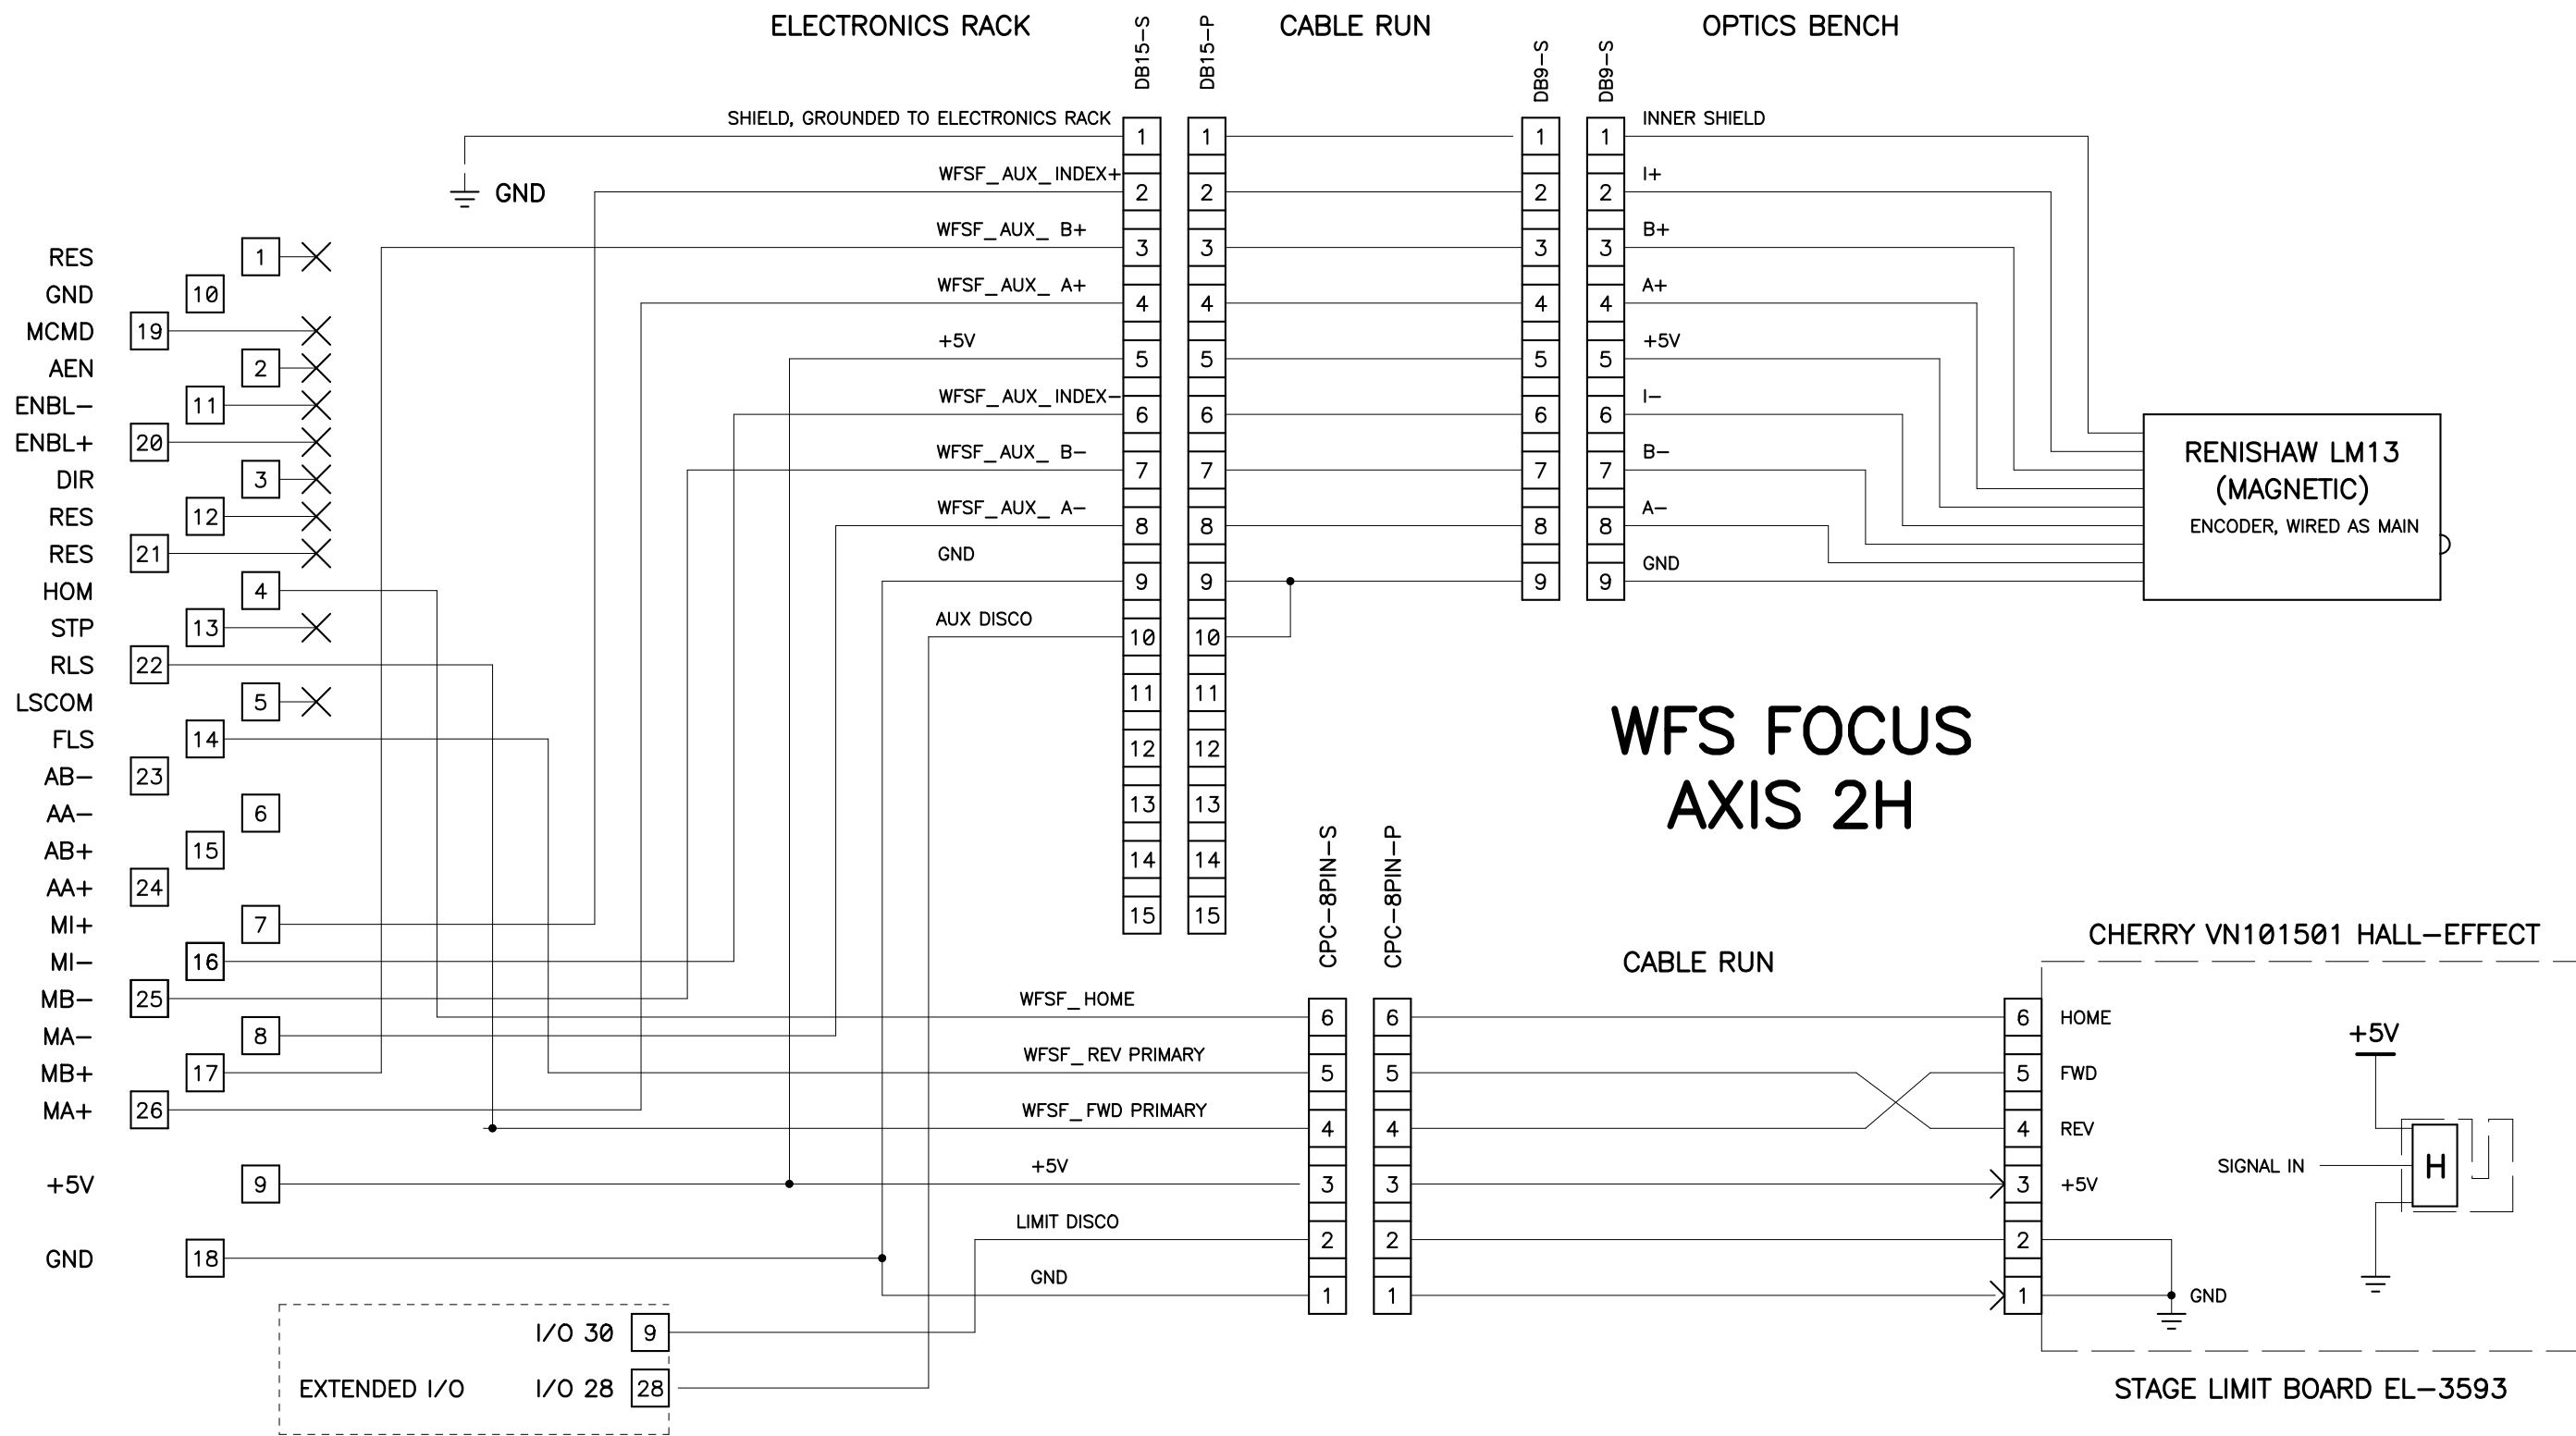 ELECTRONICS RACK
DB15-S
DB15-P
CABLE RUN
DB9-S
DB9-S
OPTICS BENCH
SHIELD, GROUNDED TO ELECTRONICS RACK
1
1
1
1
INNER SHIELD
GND
WFSF_AUX_INDEX+
2
2
2
2
I+
WFSF_AUX_ B+
3
3
3
3
B+
WFSF_AUX_ A+
4
4
4
4
A+
+5V
5
5
5
5
+5V
WFSF_AUX_INDEX-
6
6
6
6
I-
WFSF_AUX_ B-
7
7
7
7
B-
WFSF_AUX_ A-
8
8
8
8
A-
GND
9
9
9
9
GND
AUX DISCO
10
10
11
11
12
12
13
13
14
14
15
15
RENISHAW LM13
(MAGNETIC)
ENCODER, WIRED AS MAIN
RES 1
GND 10
MCMD 19
AEN 2
ENBL- 11
ENBL+ 20
DIR 3
RES 12
RES 21
HOM 4
STP 13
RLS 22
LSCOM 5
FLS 14
AB- 23
AA- 6
AB+ 15
AA+ 24
MI+ 7
MI- 16
MB- 25
MA- 8
MB+ 17
MA+ 26
+5V 9
GND 18
WFS FOCUS
AXIS 2H
CPC-8PIN-S
CPC-8PIN-P
CABLE RUN
CHERRY VN101501 HALL-EFFECT
WFSF_HOME
6
6
6
HOME
WFSF_REV PRIMARY
5
5
5
FWD
WFSF_FWD PRIMARY
4
4
4
REV
+5V
3
3
3
+5V
LIMIT DISCO
2
2
2
GND
1
1
1
GND
+5V
SIGNAL IN
H
I/O 30 9
EXTENDED I/O I/O 28 28
STAGE LIMIT BOARD EL-3593